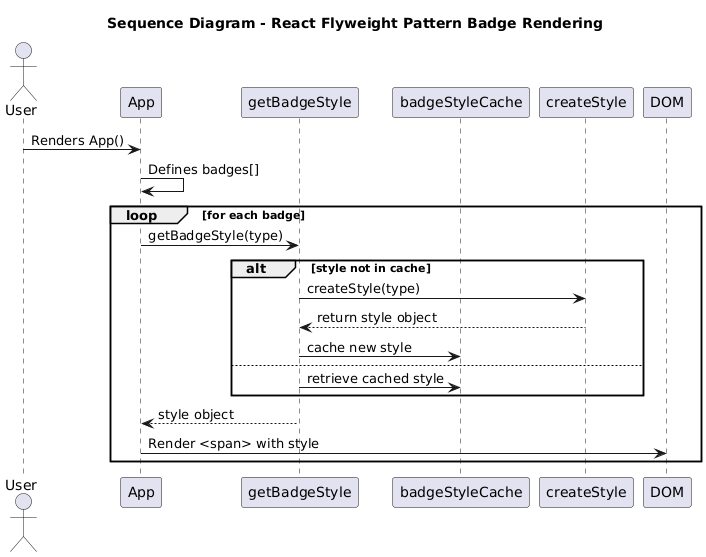 Sequence Diagram - React Flyweight Pattern Badge Rendering
User
App
getBadgeStyle
badgeStyleCache
createStyle
DOM
Renders App()
Defines badges[]
loop
[for each badge]
getBadgeStyle(type)
alt
[style not in cache]
createStyle(type)
return style object
cache new style
retrieve cached style
style object
Render <span> with style
User
App
getBadgeStyle
badgeStyleCache
createStyle
DOM